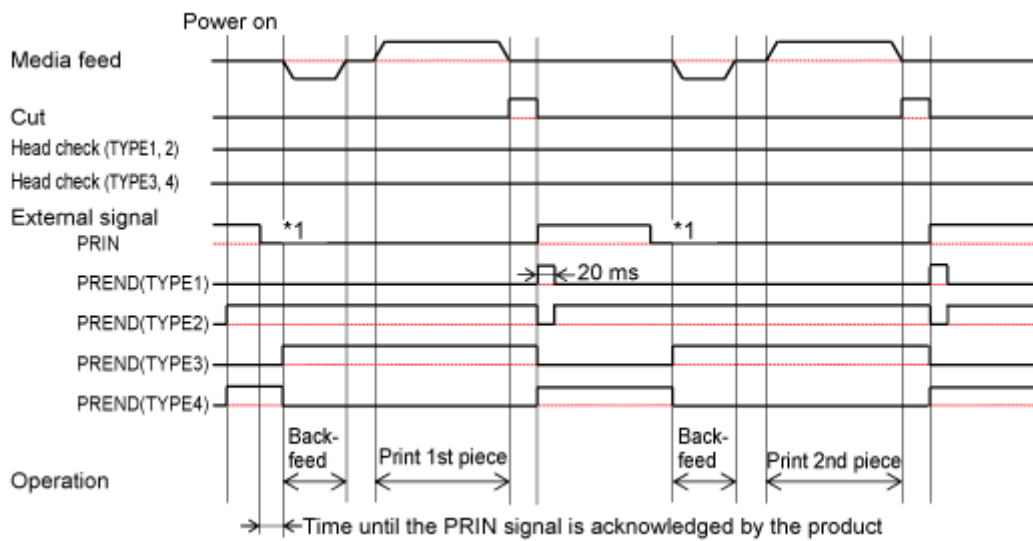 Power on
Media feed
Cut
Head check (TYPE1, 2)
Head check (TYPE3, 4)
External signal
PRIN
*1
*1
PREND(TYPE1)
20 ms
PREND(TYPE2)
PREND(TYPE3)
PREND(TYPE4)
Operation
Back-
feed
Print 1st piece
Back-
feed
Print 2nd piece
Time until the PRIN signal is acknowledged by the product